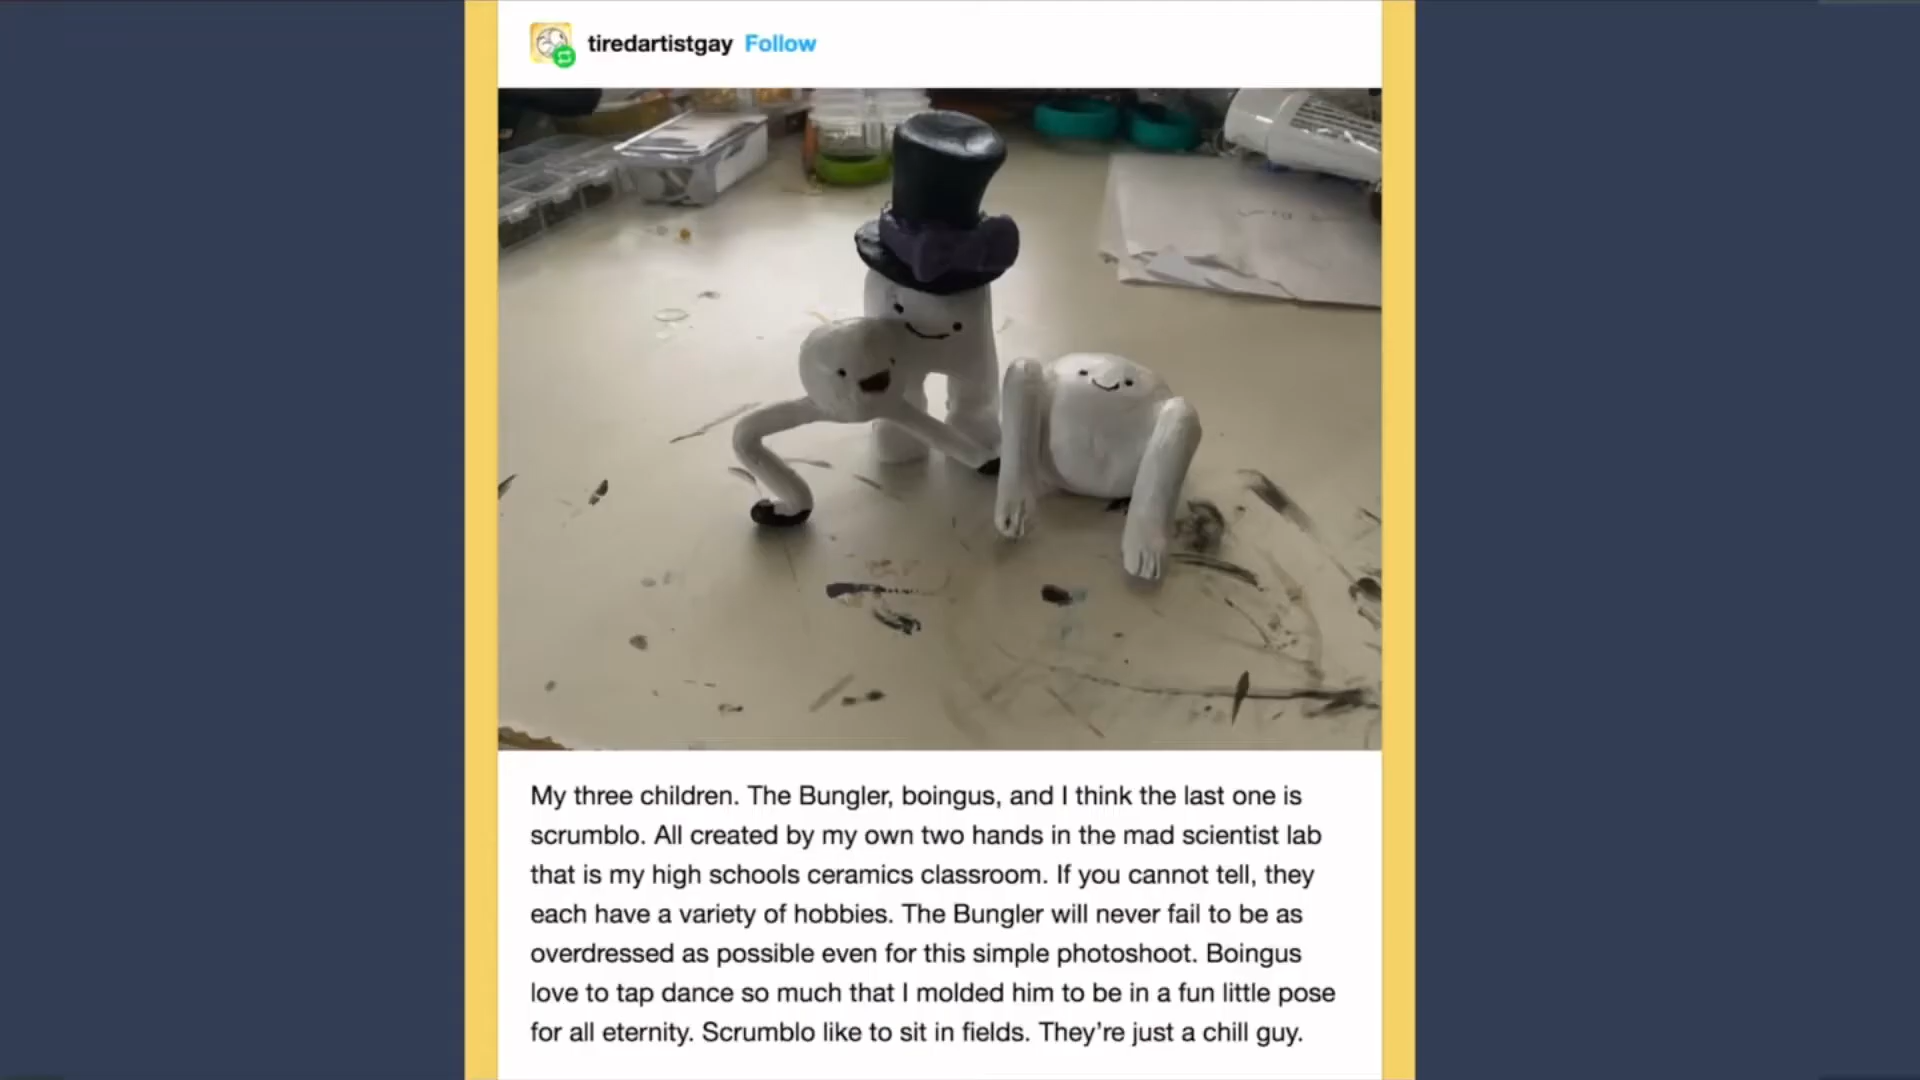 tiredartistgay Follow
My three children. The Bungler, boingus, and I think the last one is
scrumblo. All created by my own two hands in the mad scientist lab
that is my high schools ceramics classroom. If you cannot tell, they
each have a variety of hobbies. The Bungler will never fail to be as
overdressed as possible even for this simple photoshoot. Boingus
love to tap dance so much that I molded him to be in a fun little pose
for all eternity. Scrumblo like to sit in fields. They're just a chill guy.